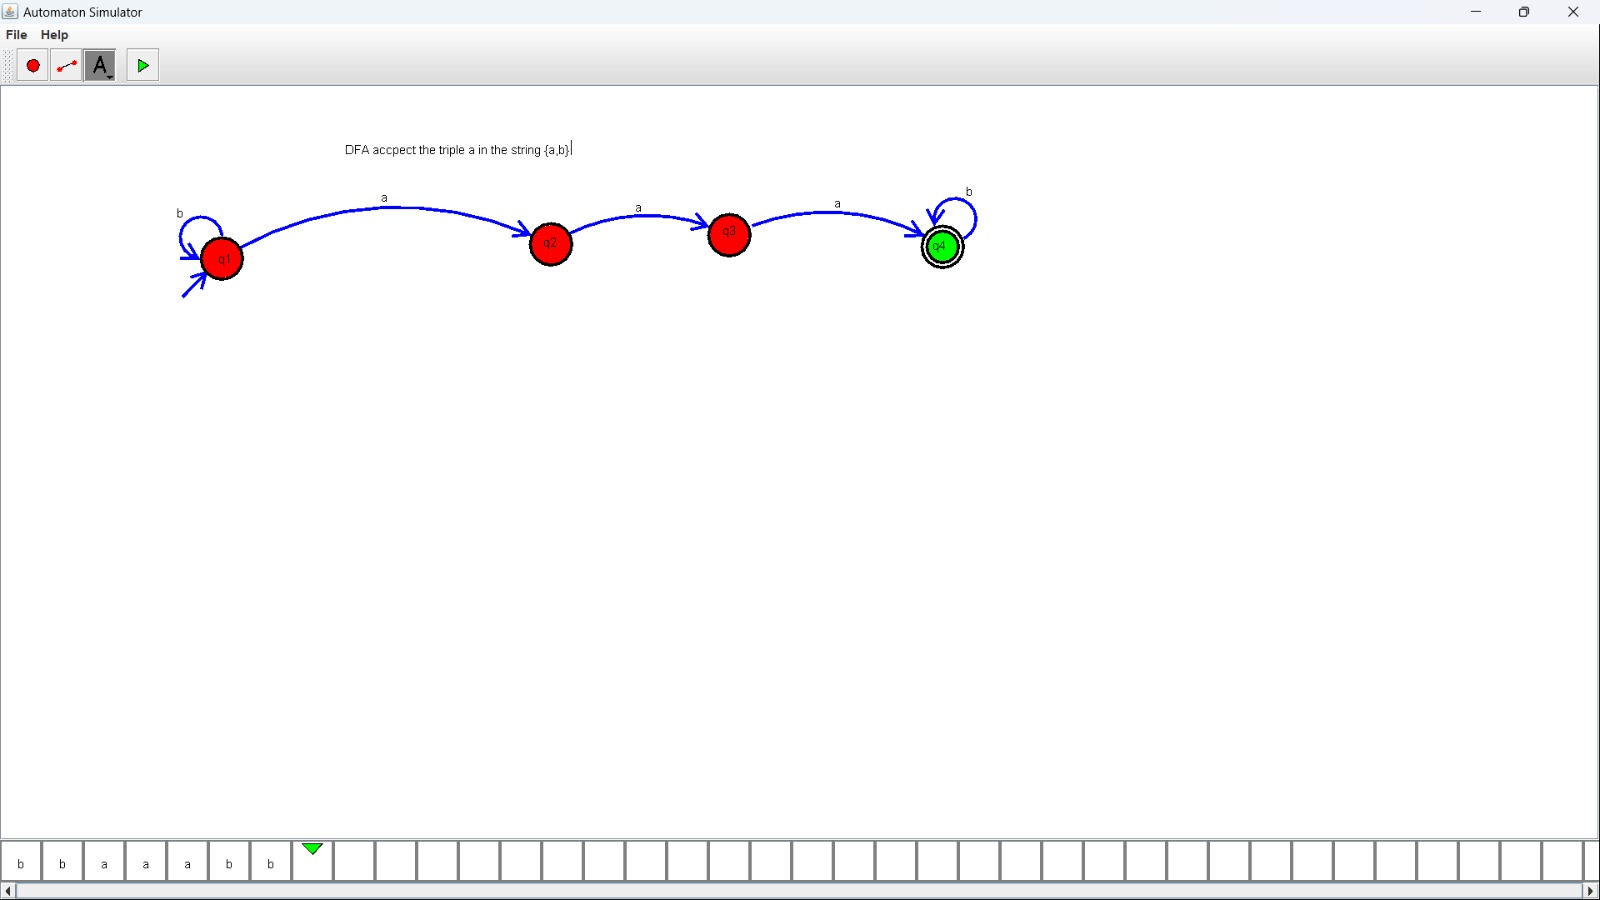 Automaton Simulator
File Help
A
DFA accpect the triple a in the string {a,b}
b a a a b
q1 q2 q3 q4
b b a a a b b